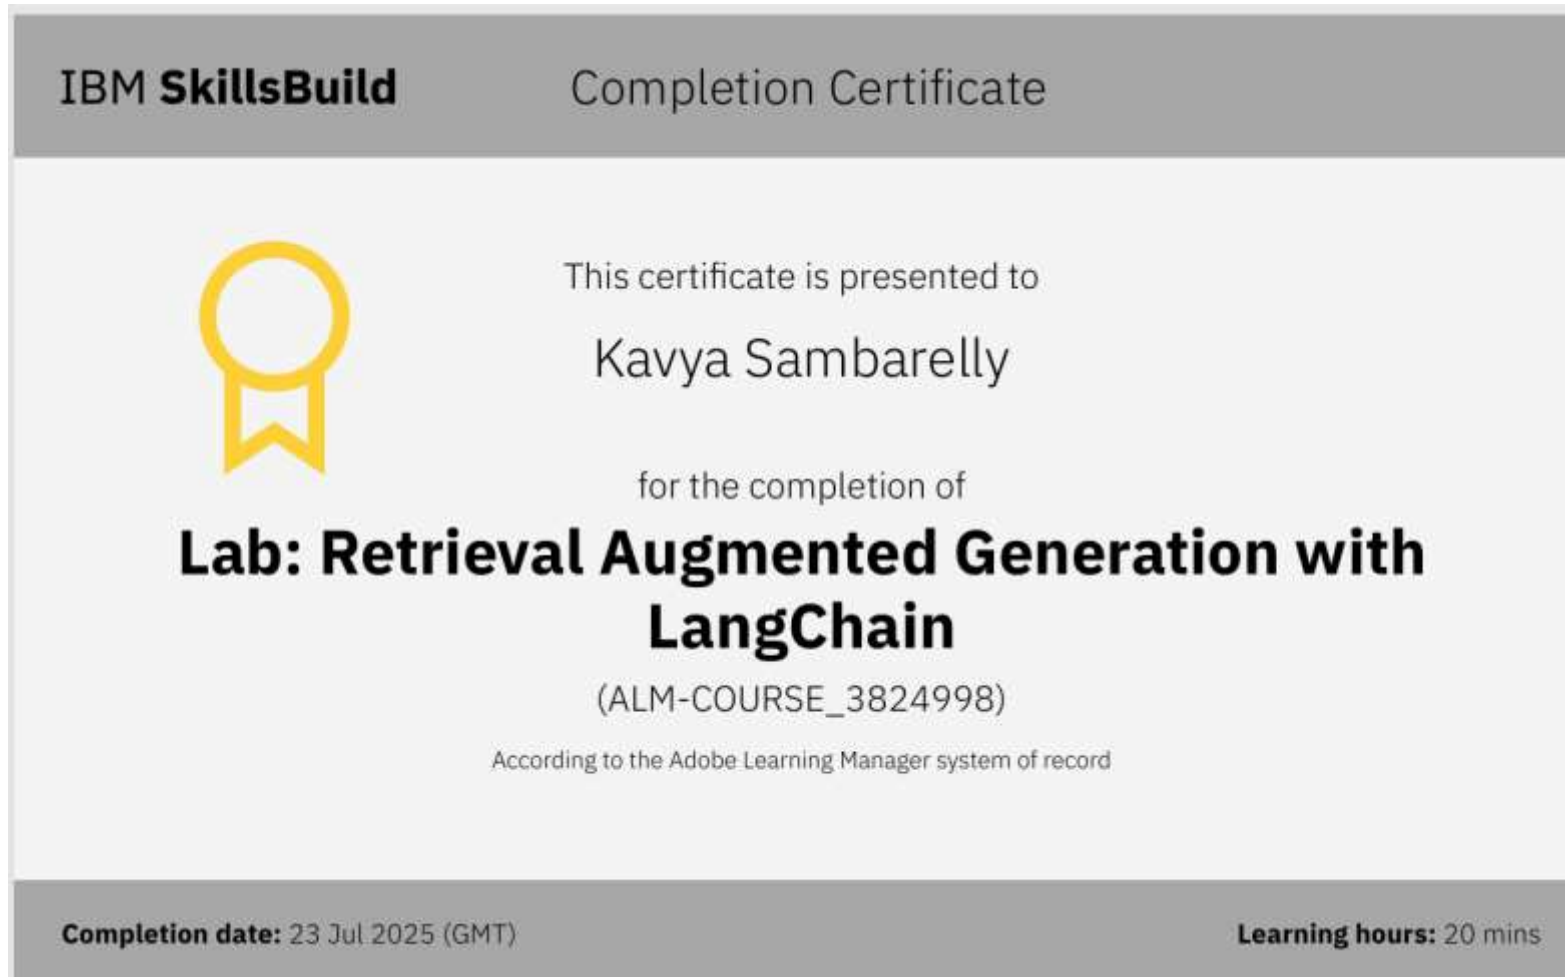 IBM SkillsBuild
Completion Certificate
This certificate is presented to
Kavya Sambarelly
for the completion of
Lab: Retrieval Augmented Generation with
LangChain
(ALM-COURSE_3824998)
According to the Adobe Learning Manager system of record
Completion date: 23 Jul 2025 (GMT)
Learning hours: 20 mins